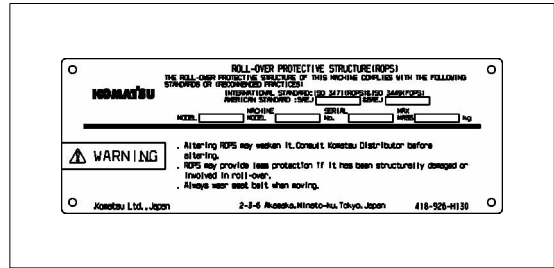 ROLL-OVER PROTECTIVE STRUCTURE(ROPS)
THE ROLL-OVER PROTECTIVE STRUCTURE OF THIS MACHINE COMPLIES WITH THE FOLLOWING
STANDARDS OR (RECOMMENDED PRACTICES)
KOMATSU
INTERNATIONAL STANDARD:ISO 3471(ROPS)&ISO 3449(FOPS)
AMERICAN STANDARD :SAEJ &SAEJ
MODEL MACHINE MODEL SERIAL No. MAX MASS kg
WARNING
. Altering ROPS may weaken it.Consult Komatsu Distributor before
altering.
. ROPS may provide less protection if it has been structurally damaged or
involved in roll-over.
. Always wear seat belt when moving.
Komatsu Ltd.,Japan 2-3-6 Akasaka,Minato-ku,Tokyo,Japan 418-926-H130